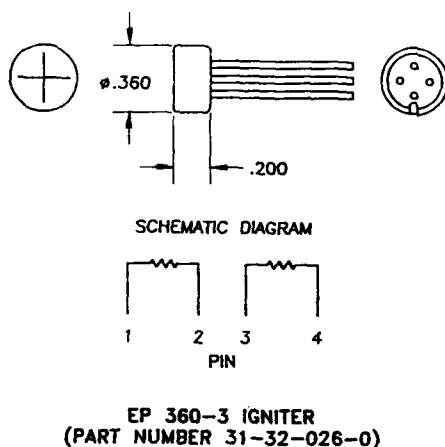 ø.360
.200
SCHEMATIC DIAGRAM
1 2 3 4
PIN
EP 360-3 IGNITER
(PART NUMBER 31-32-026-0)